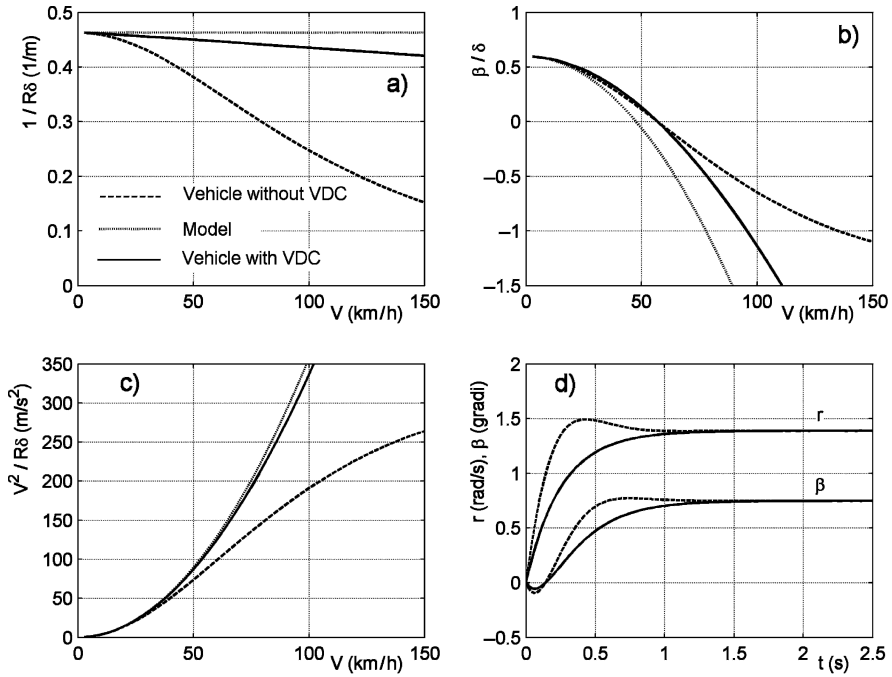 0.5
0.4
0.3
0.2
0.1
0
1 / Rδ (1/m)
a)
Vehicle without VDC
Model
Vehicle with VDC
0 50 100 150
V (km/h)
1
0.5
0
–0.5
–1
–1.5
β / δ
b)
0 50 100 150
V (km/h)
350
300
250
200
150
100
50
0
V² / Rδ (m/s²)
c)
0 50 100 150
V (km/h)
2
1.5
1
0.5
0
–0.5
r (rad/s), β (gradi)
d)
r
β
0 0.5 1 1.5 2 2.5
t (s)